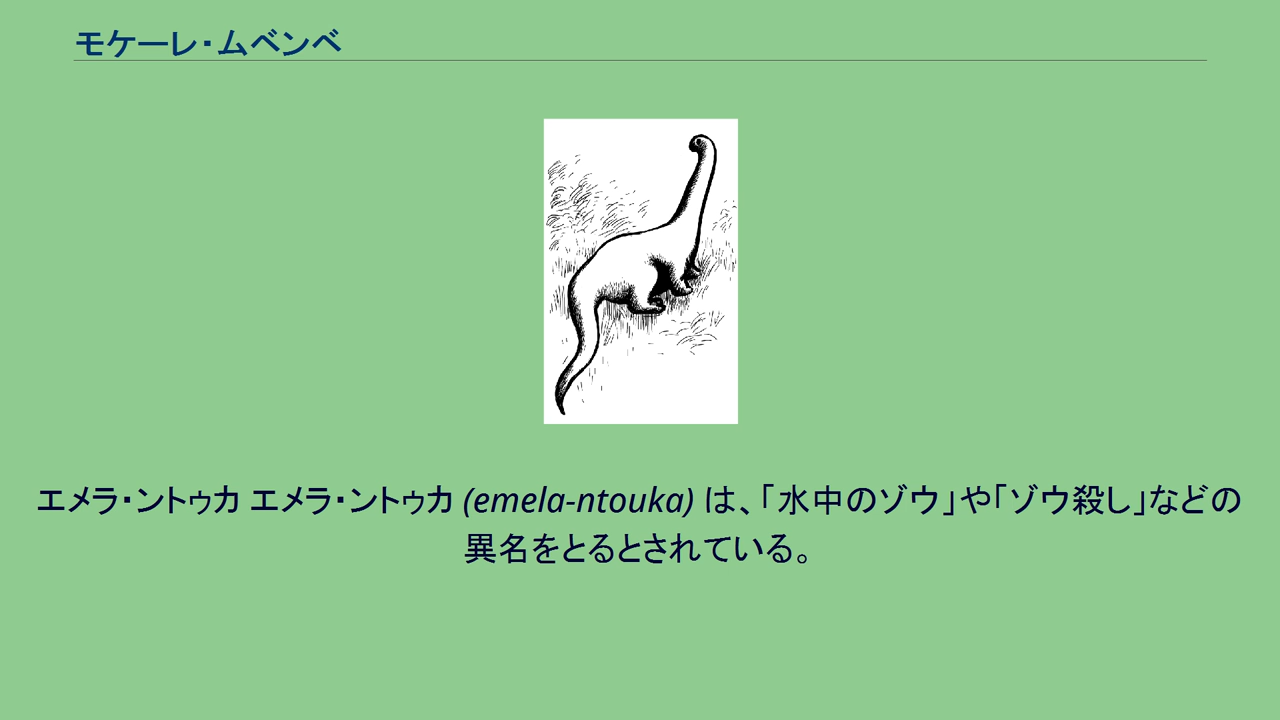 モケーレ・ムベンベ
エメラ・ントゥカ エメラ・ントゥカ (emela-ntouka) は、「水中のゾウ」や「ゾウ殺し」などの
異名をとるとされている。